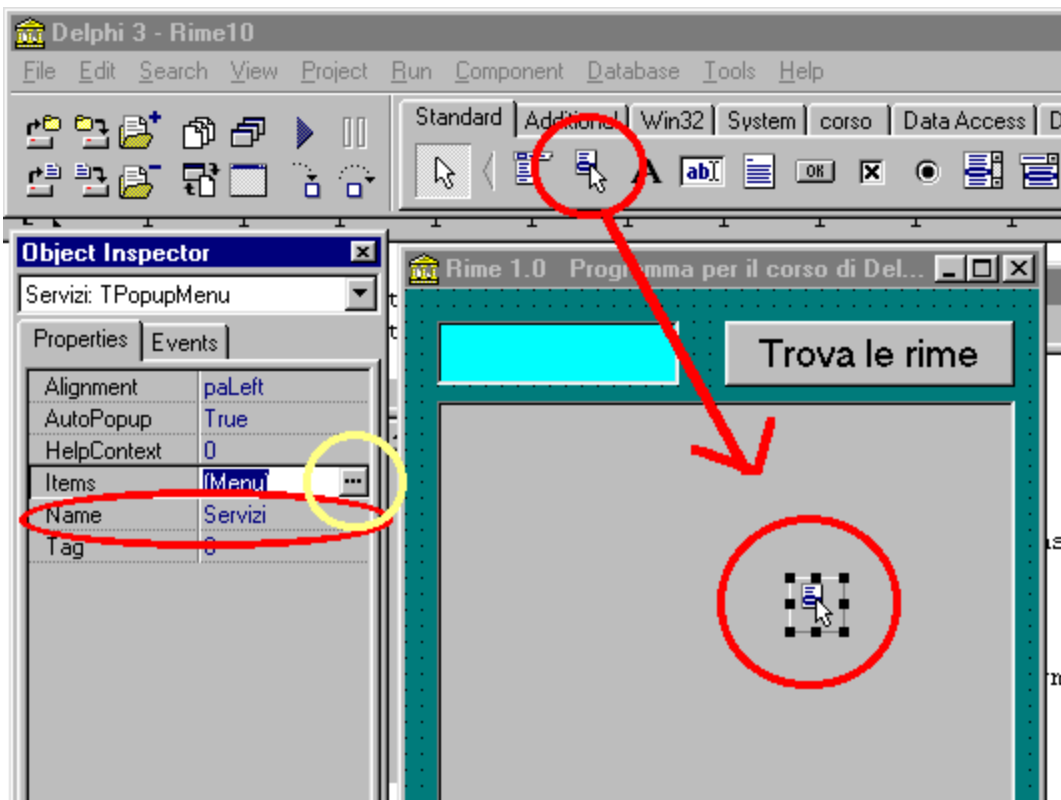 Delphi 3 - Rime10
File Edit Search View Project Run Component Database Tools Help
Standard Additional Win32 System corso Data Access D
A ab OK
Object Inspector
Servizi: TPopupMenu
Properties Events
Alignment paLeft
AutoPopup True
HelpContext 0
Items (Menu) ...
Name Servizi
Tag 0
Rime 1.0 Programma per il corso di Del...
Trova le rime